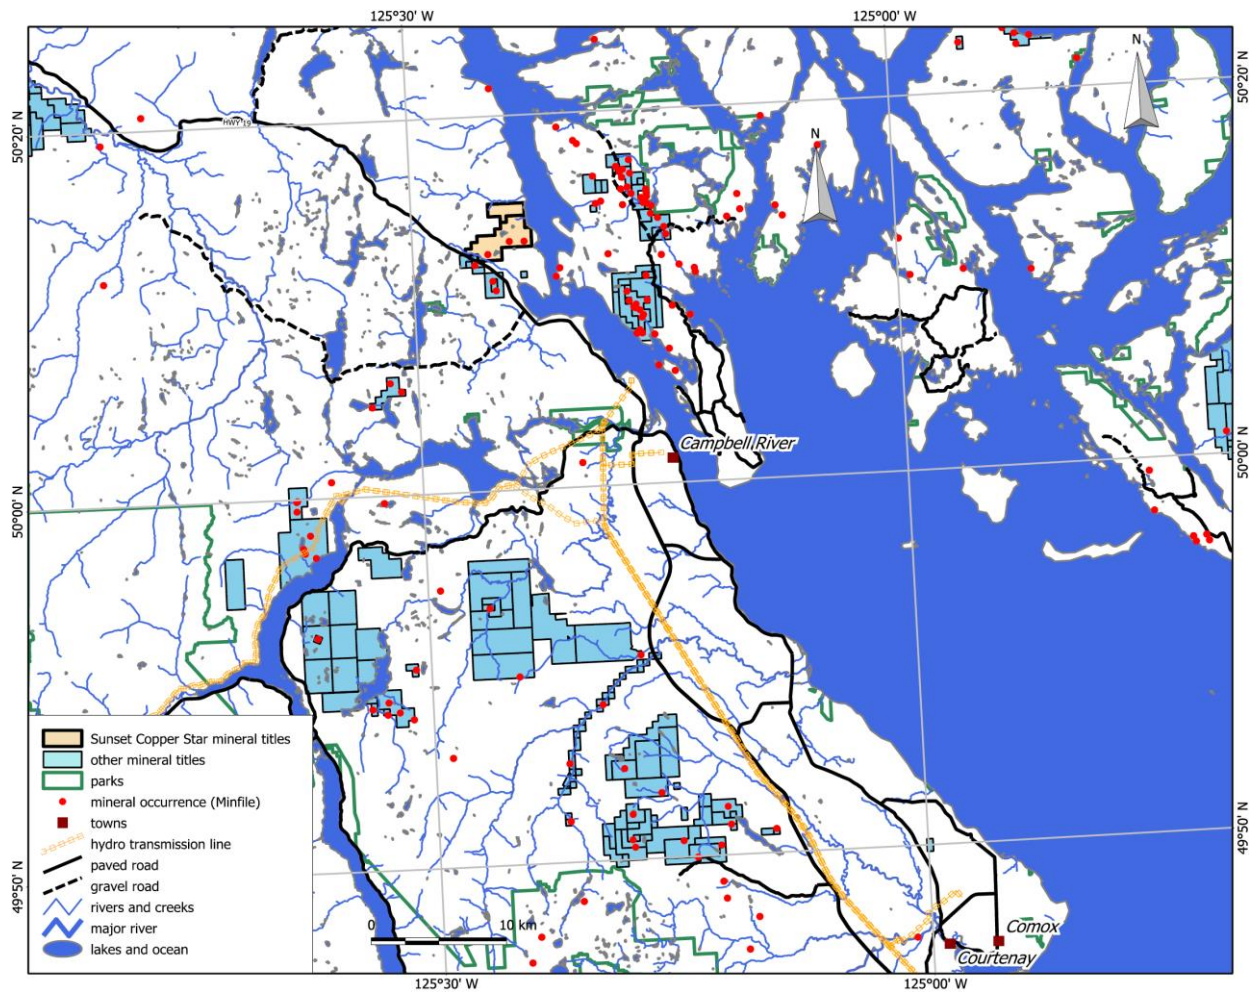 125°30' W
125°00' W
N
50°20' N
50°20' N
HWY 19
N
Campbell River
50°00' N
50°00' N
Sunset Copper Star mineral titles
other mineral titles
parks
mineral occurrence (Minfile)
towns
hydro transmission line
paved road
gravel road
rivers and creeks
major river
lakes and ocean
49°50' N
49°50' N
0
10 km
Comox
Courtenay
125°30' W
125°00' W